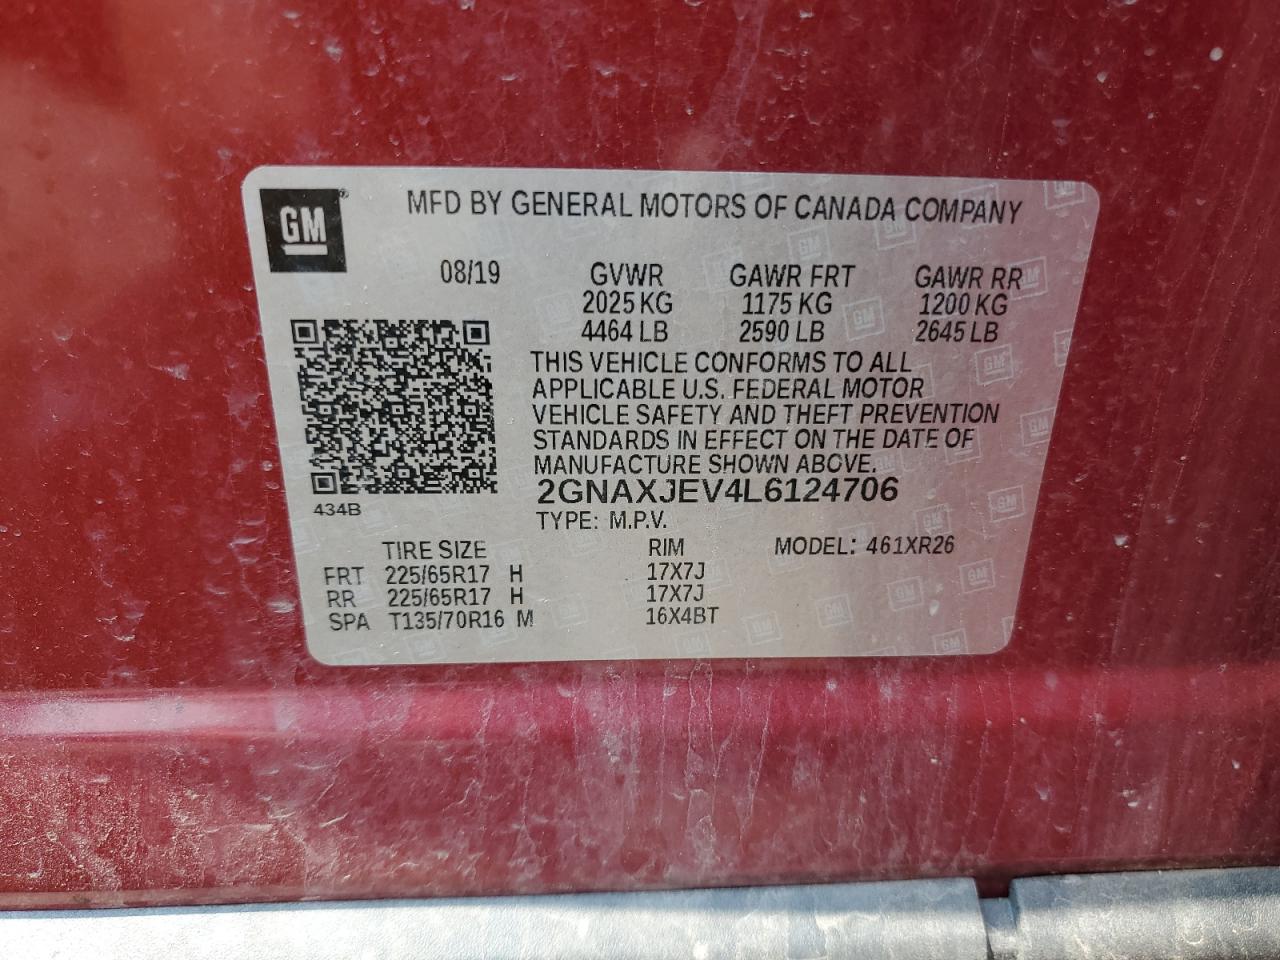 GM®
MFD BY GENERAL MOTORS OF CANADA COMPANY
08/19 GVWR GAWR FRT GAWR RR
2025 KG 1175 KG 1200 KG
4464 LB 2590 LB 2645 LB
THIS VEHICLE CONFORMS TO ALL
APPLICABLE U.S. FEDERAL MOTOR
VEHICLE SAFETY AND THEFT PREVENTION
STANDARDS IN EFFECT ON THE DATE OF
MANUFACTURE SHOWN ABOVE.
2GNAXJEV4L6124706
434B
TYPE: M.P.V.
TIRE SIZE RIM MODEL: 461XR26
FRT 225/65R17 H 17X7J
RR 225/65R17 H 17X7J
SPA T135/70R16 M 16X4BT